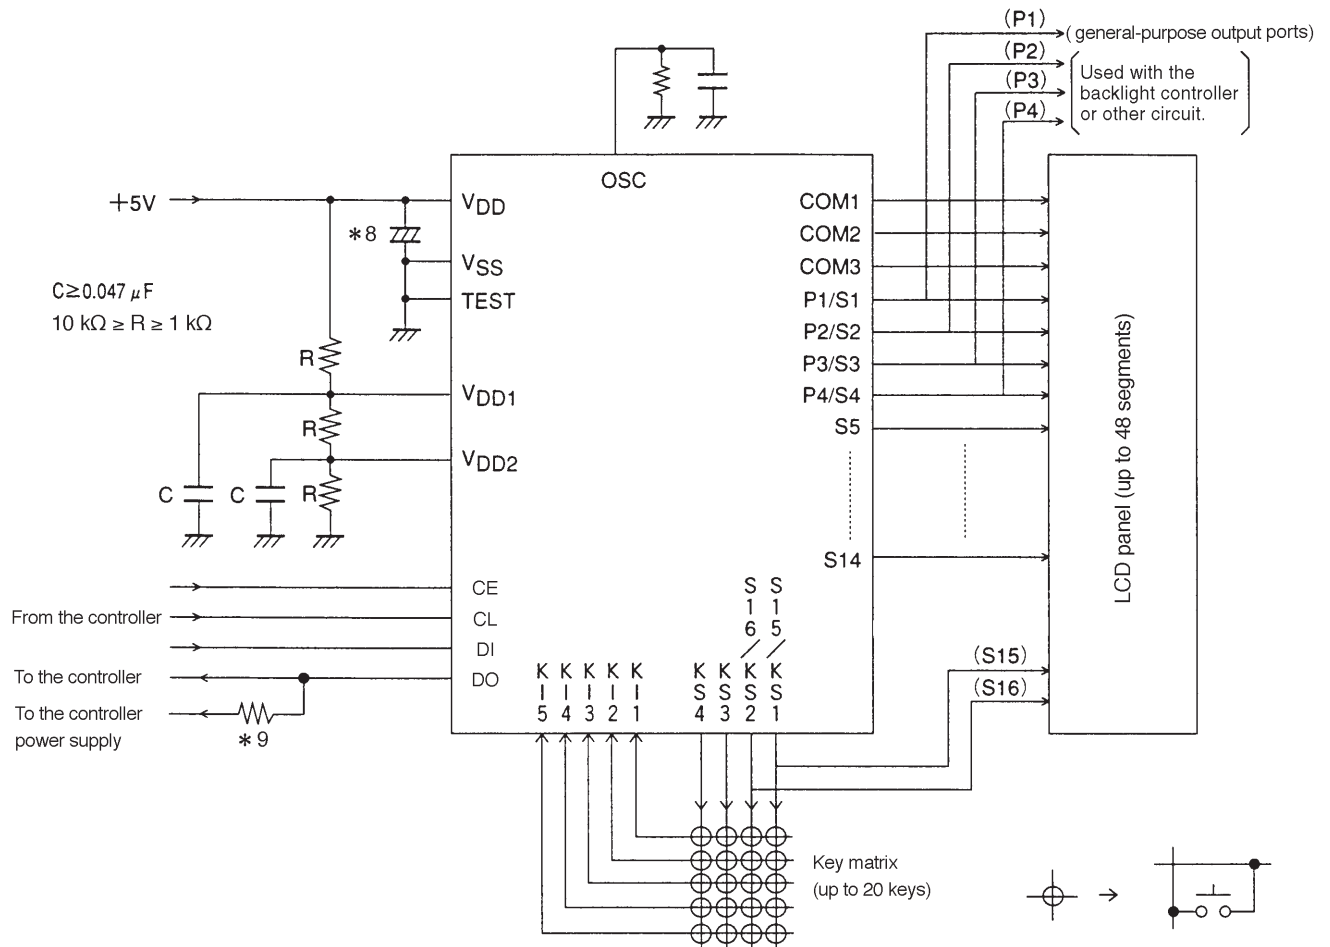 (P1)
( general-purpose output ports)
(P2)
(P3)
(P4)
Used with the
backlight controller
or other circuit.
OSC
+5V
VDD
*8
VSS
TEST
C≥0.047 μF
10 kΩ ≥ R ≥ 1 kΩ
R
VDD1
R
VDD2
C
C
R
COM1
COM2
COM3
P1/S1
P2/S2
P3/S3
P4/S4
S5
S14
LCD panel (up to 48 segments)
CE
From the controller
CL
DI
To the controller
DO
To the controller
power supply
*9
KI5
KI4
KI3
KI2
KI1
KS4
KS3
S16/KS2
S15/KS1
(S15)
(S16)
Key matrix
(up to 20 keys)